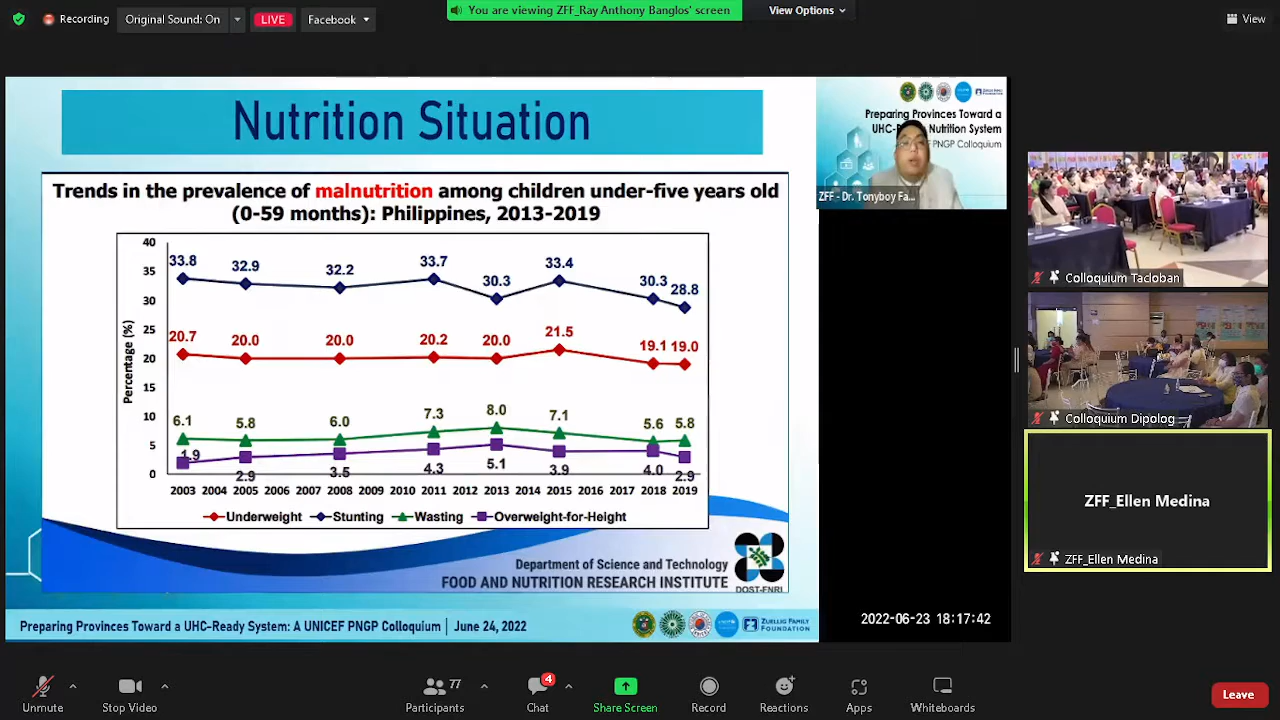 Recording
Original Sound: On
LIVE
Facebook
You are viewing ZFF_Ray Anthony Banglos' screen
View Options
View
Nutrition Situation
Trends in the prevalence of malnutrition among children under-five years old
(0-59 months): Philippines, 2013-2019
Percentage (%)
40
35
30
25
20
15
10
5
0
33.8 32.9 32.2 33.7 30.3 33.4 30.3 28.8
20.7 20.0 20.0 20.2 20.0 21.5 19.1 19.0
6.1 5.8 6.0 7.3 8.0 7.1 5.6 5.8
1.9 2.9 3.5 4.3 5.1 3.9 4.0 2.9
2003 2004 2005 2006 2007 2008 2009 2010 2011 2012 2013 2014 2015 2016 2017 2018 2019
Underweight Stunting Wasting Overweight-for-Height
Department of Science and Technology
FOOD AND NUTRITION RESEARCH INSTITUTE
DOST-FNRI
Preparing Provinces Toward a UHC-Ready System: A UNICEF PNGP Colloquium | June 24, 2022
ZUELLIG FAMILY
FOUNDATION
Preparing Provinces Toward a
Nutrition System
PNGP Colloquium
ZFF - Dr. Tonyboy Fa...
Colloquium Tacloban
Colloquium Dipolog
ZFF_Ellen Medina
ZFF_Ellen Medina
2022-06-23 18:17:42
Unmute
Stop Video
77
Participants
4
Chat
Share Screen
Record
Reactions
Apps
Whiteboards
Leave